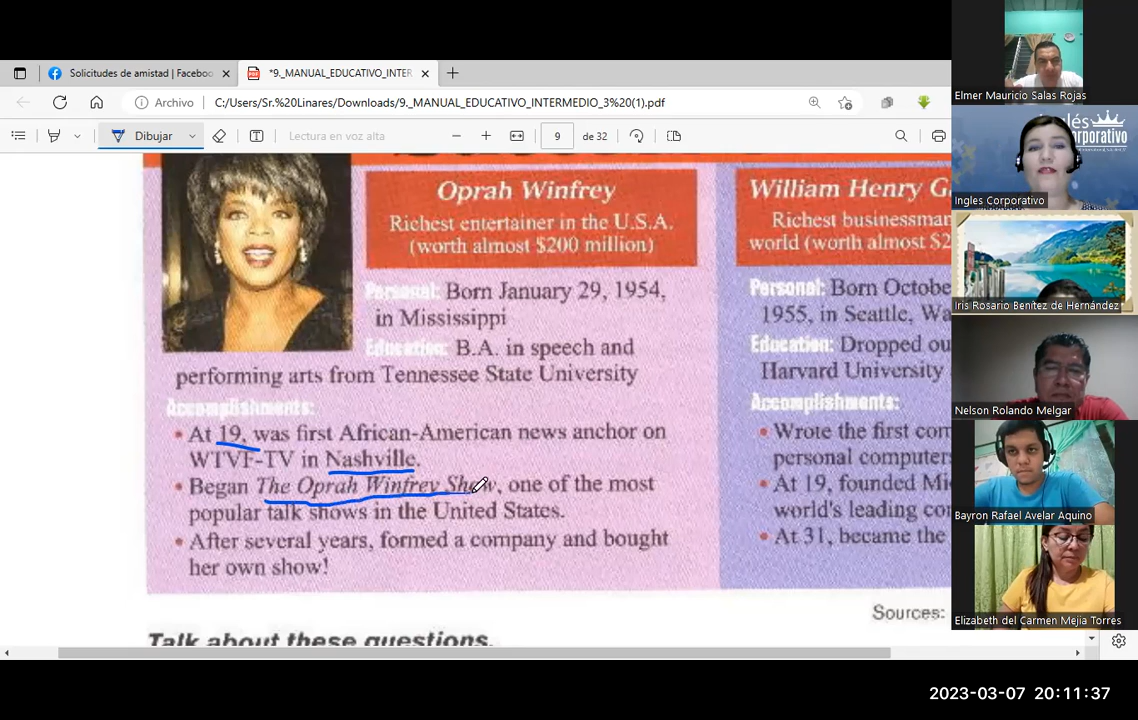 Solicitudes de amistad | Faceboo
*9._MANUAL_EDUCATIVO_INTER
Archivo
C:/Users/Sr.%20Linares/Downloads/9._MANUAL_EDUCATIVO_INTERMEDIO_3%20(1).pdf
Dibujar
Lectura en voz alta
9
de 32
Oprah Winfrey
Richest entertainer in the U.S.A.
(worth almost $200 million)
Personal: Born January 29, 1954,
in Mississippi
Education: B.A. in speech and
performing arts from Tennessee State University
Accomplishments:
• At 19, was first African-American news anchor on
WTVF-TV in Nashville.
• Began The Oprah Winfrey Show, one of the most
popular talk shows in the United States.
• After several years, formed a company and bought
her own show!
William Henry G
Richest businessma
world (worth almost $2
Personal: Born Octobe
1955, in Seattle, Wa
Education: Dropped ou
Harvard University
Accomplishments:
• Wrote the first com
personal computer
• At 19, founded Mi
world's leading co
• At 31, became the
Sources:
Talk about these questions.
Elmer Mauricio Salas Rojas
glés
Corporativo
Ingles Corporativo
Iris Rosario Benítez de Hernández
Nelson Rolando Melgar
Bayron Rafael Avelar Aquino
Elizabeth del Carmen Mejía Torres
2023-03-07 20:11:37